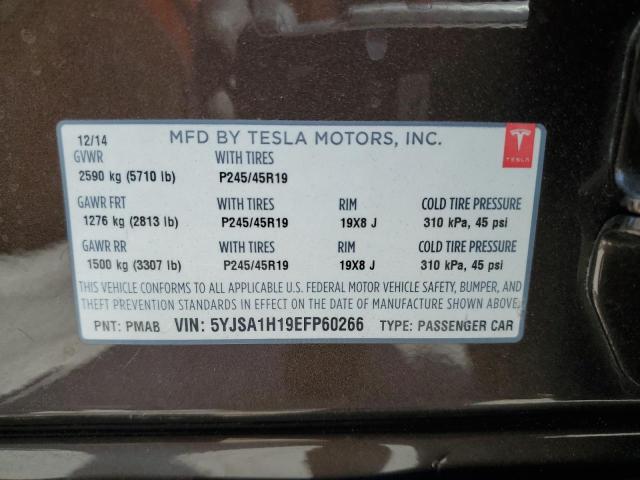 12/14 MFD BY TESLA MOTORS, INC.
TESLA
GVWR WITH TIRES
2590 kg (5710 lb) P245/45R19
GAWR FRT WITH TIRES RIM COLD TIRE PRESSURE
1276 kg (2813 lb) P245/45R19 19X8 J 310 kPa, 45 psi
GAWR RR WITH TIRES RIM COLD TIRE PRESSURE
1500 kg (3307 lb) P245/45R19 19X8 J 310 kPa, 45 psi
THIS VEHICLE CONFORMS TO ALL APPLICABLE U.S. FEDERAL MOTOR VEHICLE SAFETY, BUMPER, AND
THEFT PREVENTION STANDARDS IN EFFECT ON THE DATE OF MANUFACTURE SHOWN ABOVE.
PNT: PMAB VIN: 5YJSA1H19EFP60266 TYPE: PASSENGER CAR